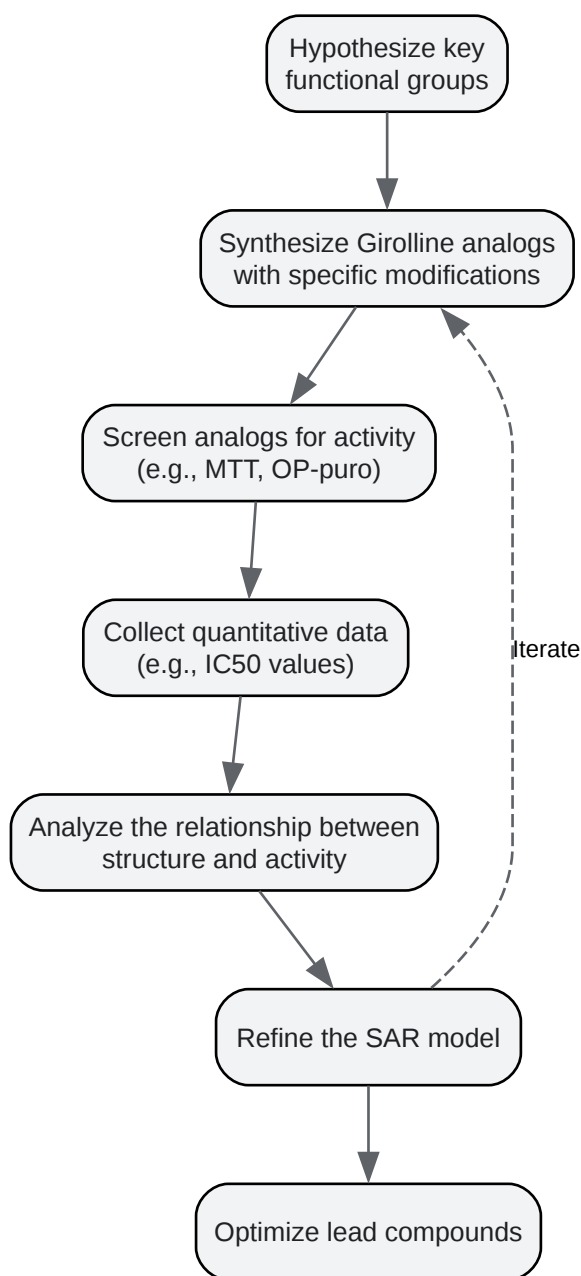 Hypothesize key
functional groups
Synthesize Girolline analogs
with specific modifications
Screen analogs for activity
(e.g., MTT, OP-puro)
Collect quantitative data
(e.g., IC50 values)
Iterate
Analyze the relationship between
structure and activity
Refine the SAR model
Optimize lead compounds